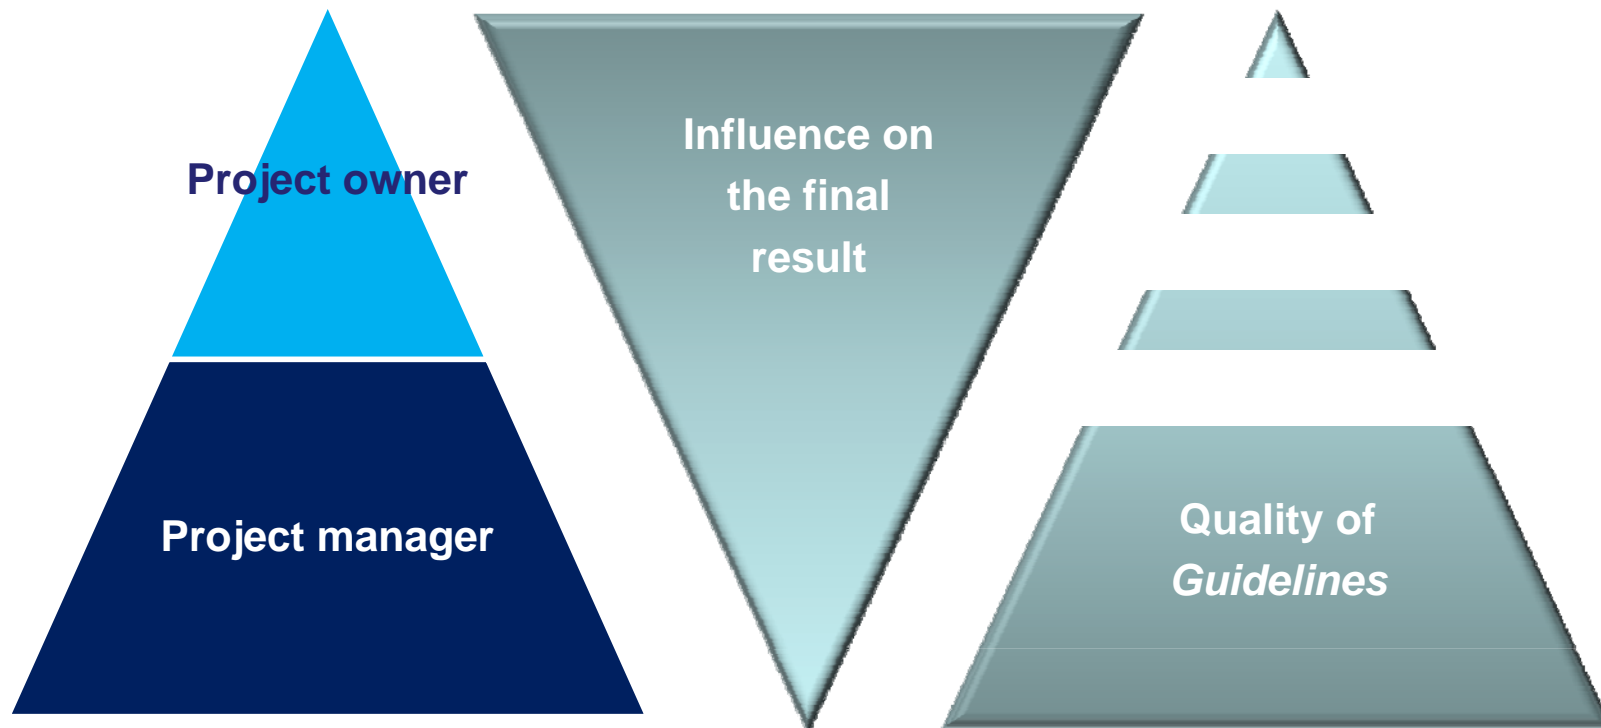 Project owner
Project manager
Influence on
the final
result
Quality of
Guidelines